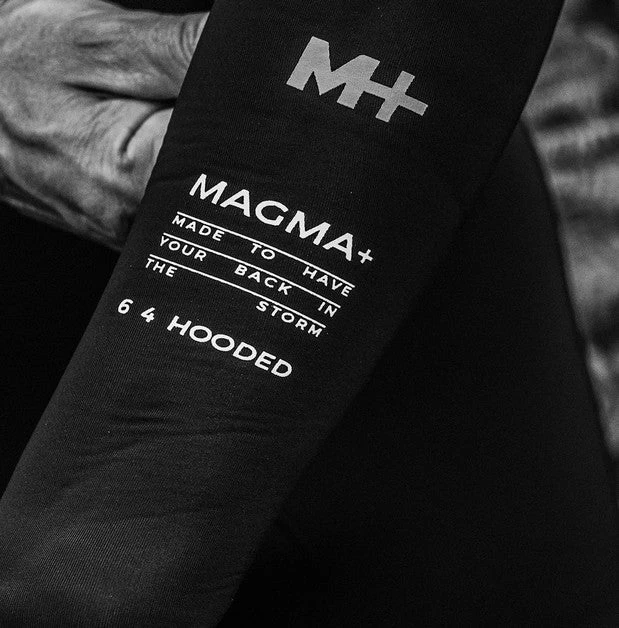 M+
MAGMA+
MADE TO HAVE
YOUR BACK IN
THE STORM
6 4 HOODED